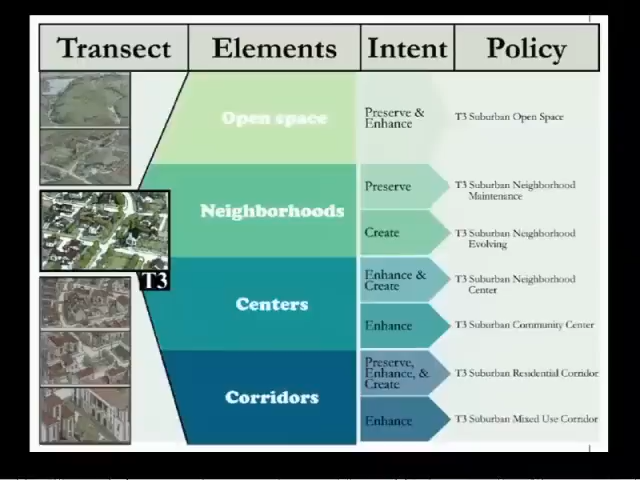 Transect Elements Intent Policy
Open space
Preserve &
Enhance
T3 Suburban Open Space
Neighborhoods
Preserve
T3 Suburban Neighborhood
Maintenance
Create
T3 Suburban Neighborhood
Evolving
T3
Centers
Enhance &
Create
T3 Suburban Neighborhood
Center
Enhance
T3 Suburban Community Center
Corridors
Preserve,
Enhance, &
Create
T3 Suburban Residential Corridor
Enhance
T3 Suburban Mixed Use Corridor